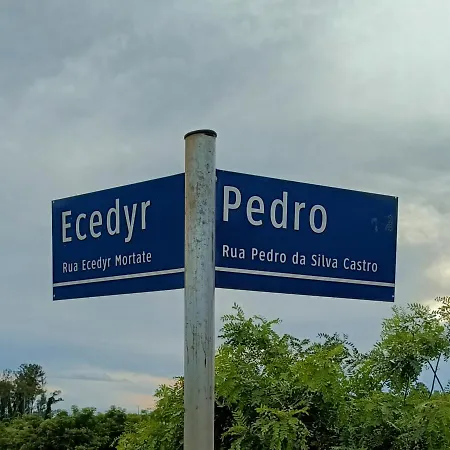 Ecedyr
Rua Ecedyr Mortate
Pedro
Rua Pedro da Silva Castro